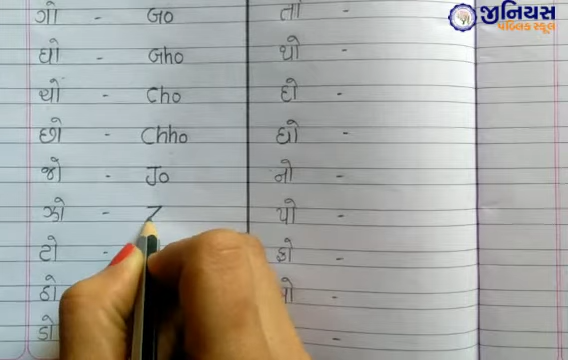 જીનિયસ
પબ્લિક સ્કૂલ
ગો - Go
ઘો - Gho
ચો - Cho
છો - Chho
જો - Jo
ઝો -
ટો -
ઠો
ડો
તો -
થો -
દો -
ધો -
નો -
પો -
ફો -